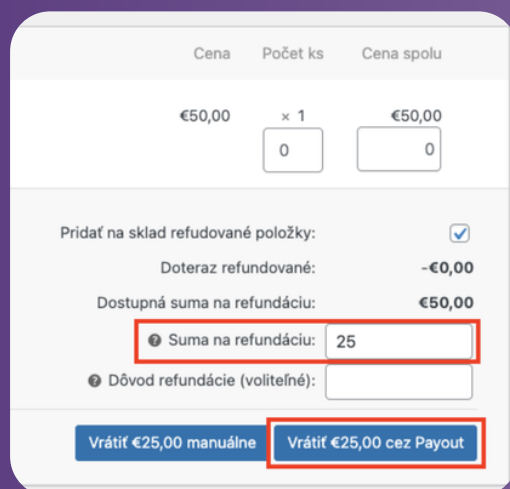 Cena Počet ks Cena spolu
€50,00 × 1 €50,00
0 0
Pridať na sklad refudované položky:
Doteraz refundované: -€0,00
Dostupná suma na refundáciu: €50,00
Suma na refundáciu: 25
Dôvod refundácie (voliteľné):
Vrátiť €25,00 manuálne Vrátiť €25,00 cez Payout